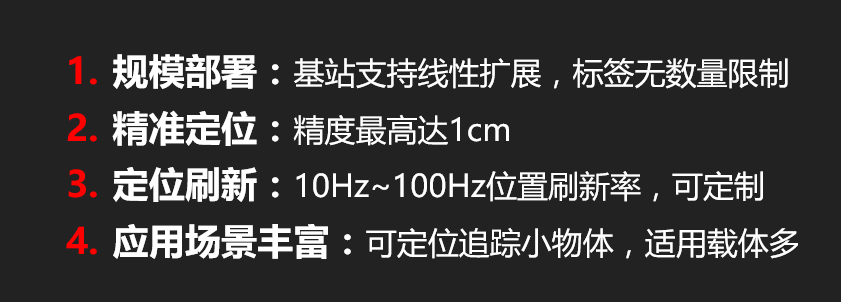 1. 规模部署：基站支持线性扩展，标签无数量限制
2. 精准定位：精度最高达1cm
3. 定位刷新：10Hz~100Hz位置刷新率，可定制
4. 应用场景丰富：可定位追踪小物体，适用载体多